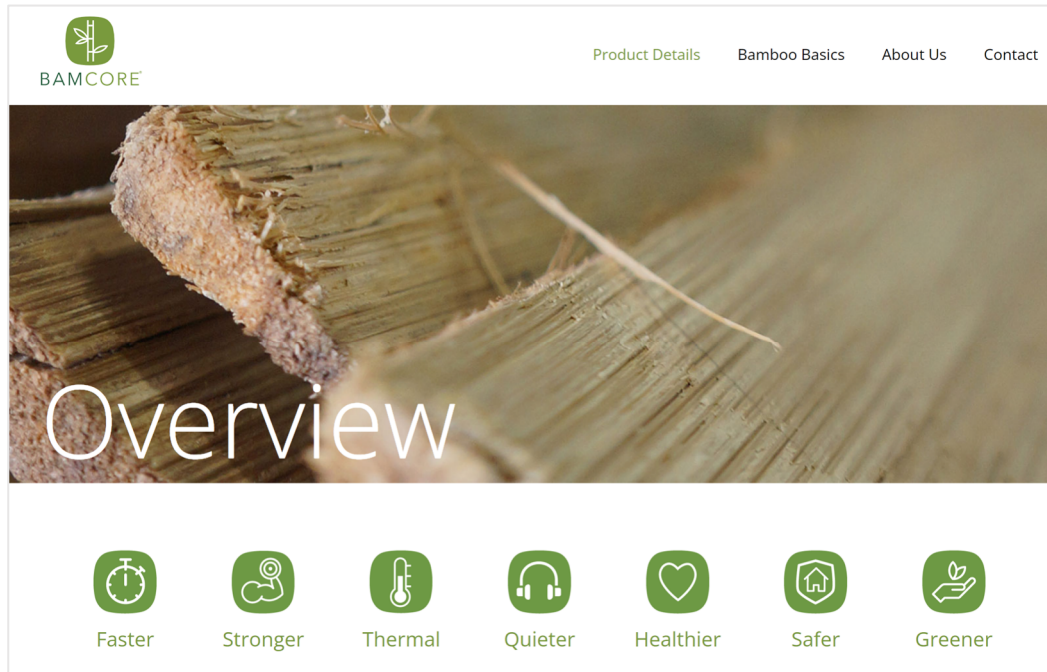 BAMCORE
Product Details Bamboo Basics About Us Contact
Overview
Faster Stronger Thermal Quieter Healthier Safer Greener